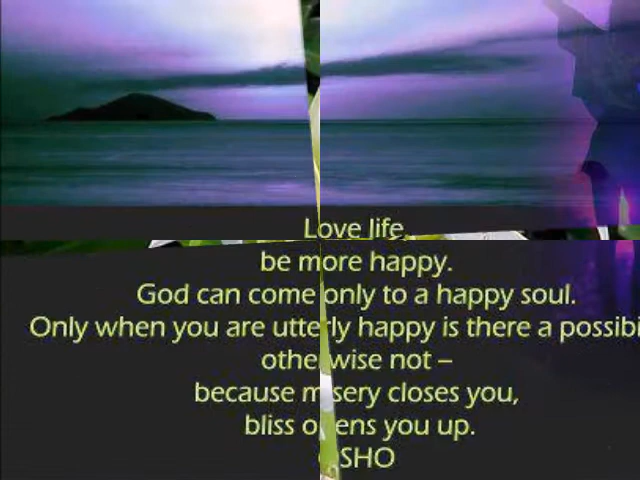 Love life,
be more happy.
God can come only to a happy soul.
Only when you are utterly happy is there a
otherwise not –
because misery closes you,
bliss opens you up.
OSHO